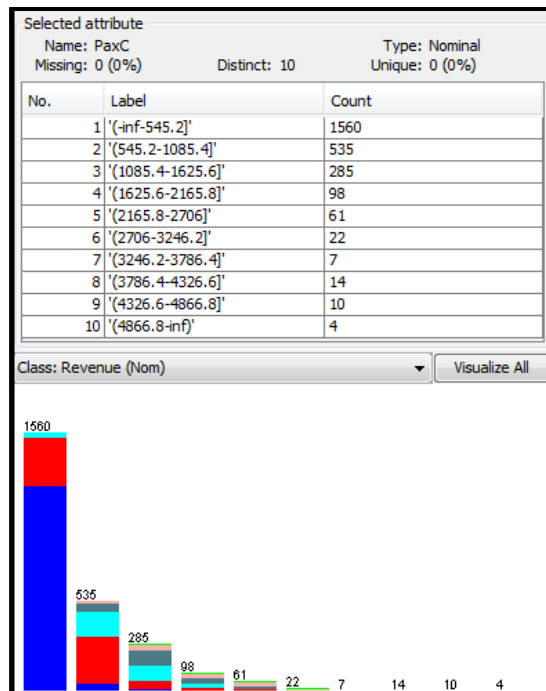 Selected attribute
Name: PaxC Type: Nominal
Missing: 0 (0%) Distinct: 10 Unique: 0 (0%)
No. Label Count
1 '(-inf-545.2]' 1560
2 '(545.2-1085.4]' 535
3 '(1085.4-1625.6]' 285
4 '(1625.6-2165.8]' 98
5 '(2165.8-2706]' 61
6 '(2706-3246.2]' 22
7 '(3246.2-3786.4]' 7
8 '(3786.4-4326.6]' 14
9 '(4326.6-4866.8]' 10
10 '(4866.8-inf)' 4
Class: Revenue (Nom) Visualize All
1560
535
285
98
61
22
7
14
10
4